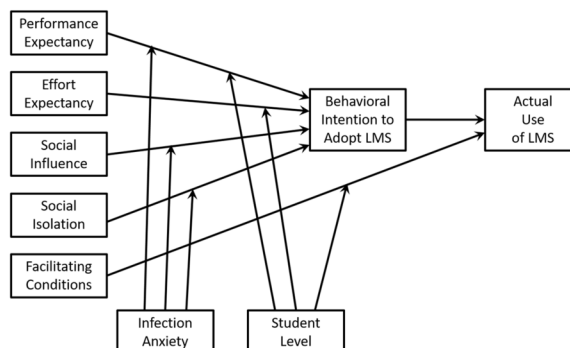 Performance
Expectancy
Effort
Expectancy
Social
Influence
Social
Isolation
Facilitating
Conditions
Behavioral
Intention to
Adopt LMS
Actual
Use
of LMS
Infection
Anxiety
Student
Level